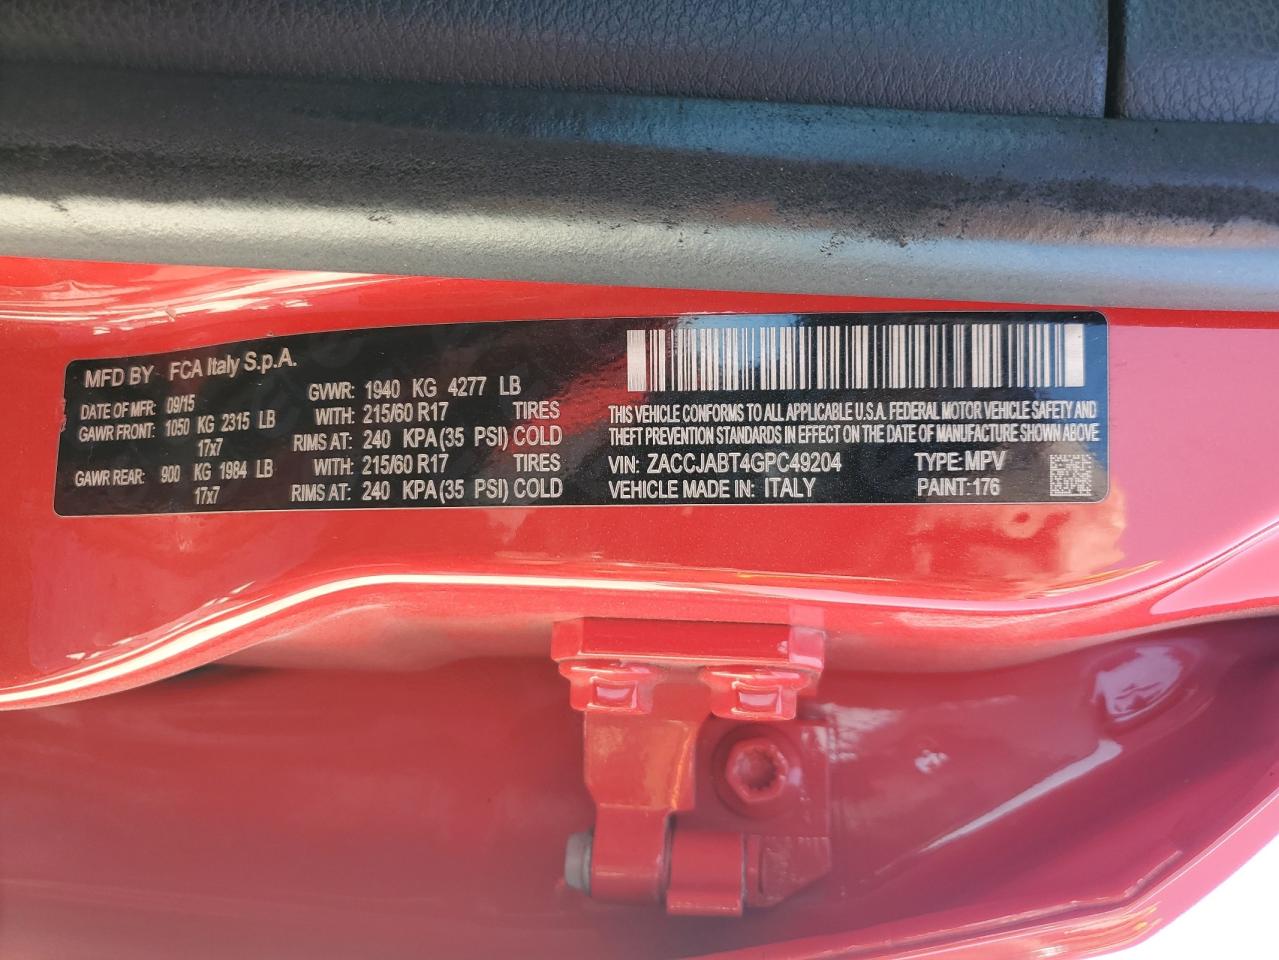 MFD BY FCA Italy S.p.A.
DATE OF MFR: 09/15 GVWR: 1940 KG 4277 LB
GAWR FRONT: 1050 KG 2315 LB WITH: 215/60 R17 TIRES
17x7 RIMS AT: 240 KPA (35 PSI) COLD
GAWR REAR: 900 KG 1984 LB WITH: 215/60 R17 TIRES
17x7 RIMS AT: 240 KPA (35 PSI) COLD
THIS VEHICLE CONFORMS TO ALL APPLICABLE U.S.A. FEDERAL MOTOR VEHICLE SAFETY AND
THEFT PREVENTION STANDARDS IN EFFECT ON THE DATE OF MANUFACTURE SHOWN ABOVE
VIN: ZACCJABT4GPC49204 TYPE: MPV
VEHICLE MADE IN: ITALY PAINT: 176